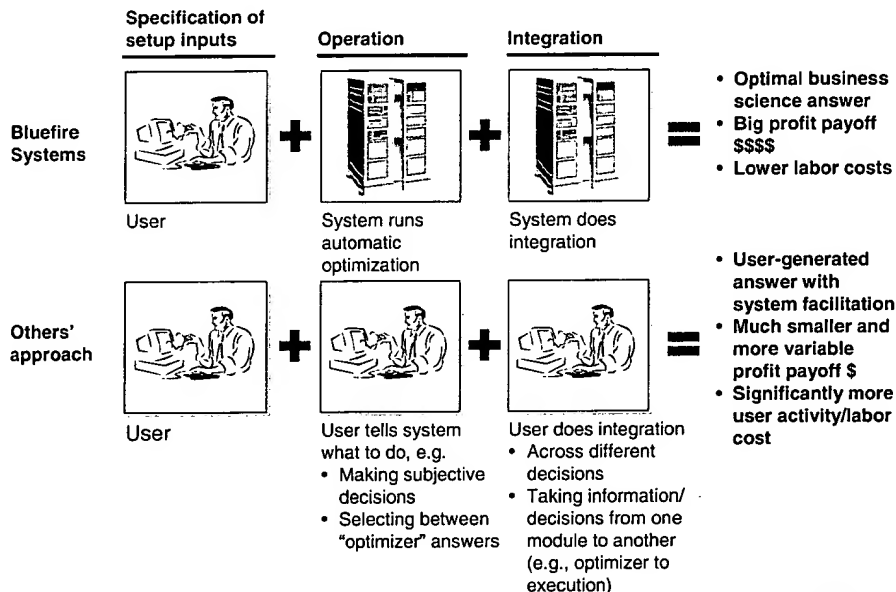 Specification of
setup inputs
Operation
Integration
Bluefire
Systems
User
System runs
automatic
optimization
System does
integration
• Optimal business
science answer
• Big profit payoff
$$$$
• Lower labor costs
Others'
approach
User
User tells system
what to do, e.g.
• Making subjective
decisions
• Selecting between
"optimizer" answers
User does integration
• Across different
decisions
• Taking information/
decisions from one
module to another
(e.g., optimizer to
execution)
• User-generated
answer with
system facilitation
• Much smaller and
more variable
profit payoff $
• Significantly more
user activity/labor
cost